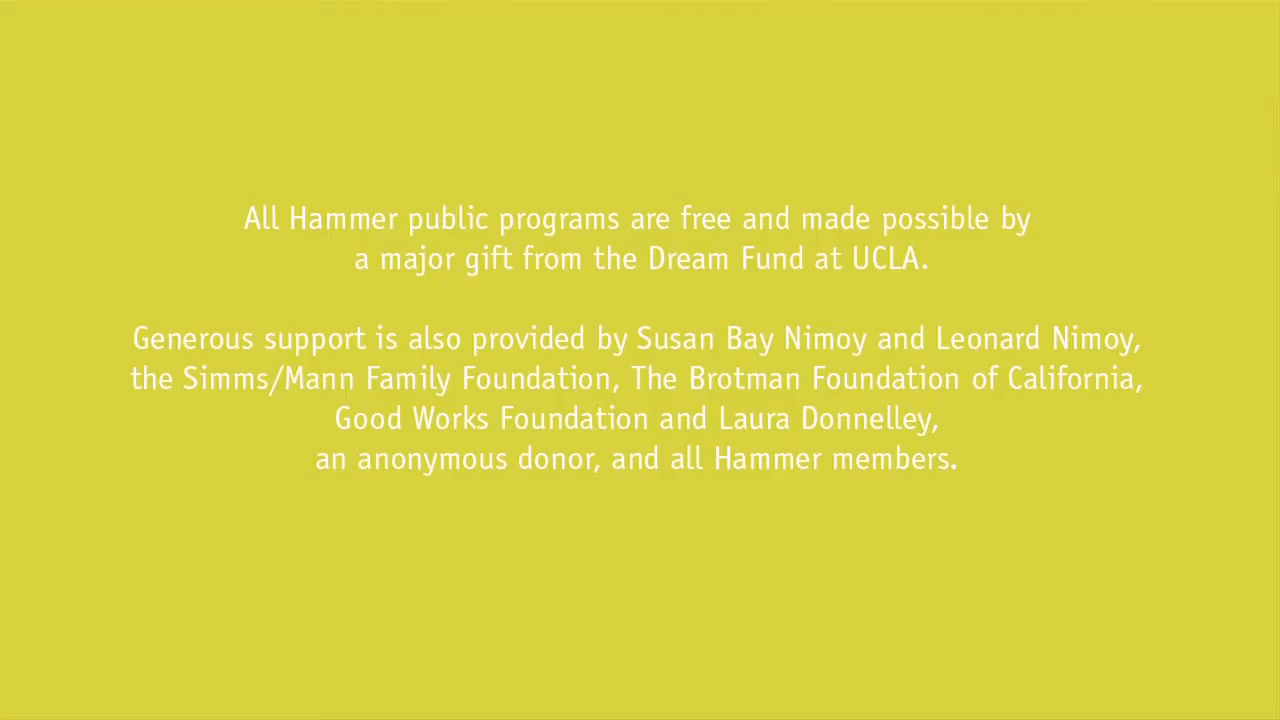 All Hammer public programs are free and made possible by
a major gift from the Dream Fund at UCLA.
Generous support is also provided by Susan Bay Nimoy and Leonard Nimoy,
the Simms/Mann Family Foundation, The Brotman Foundation of California,
Good Works Foundation and Laura Donnelley,
an anonymous donor, and all Hammer members.